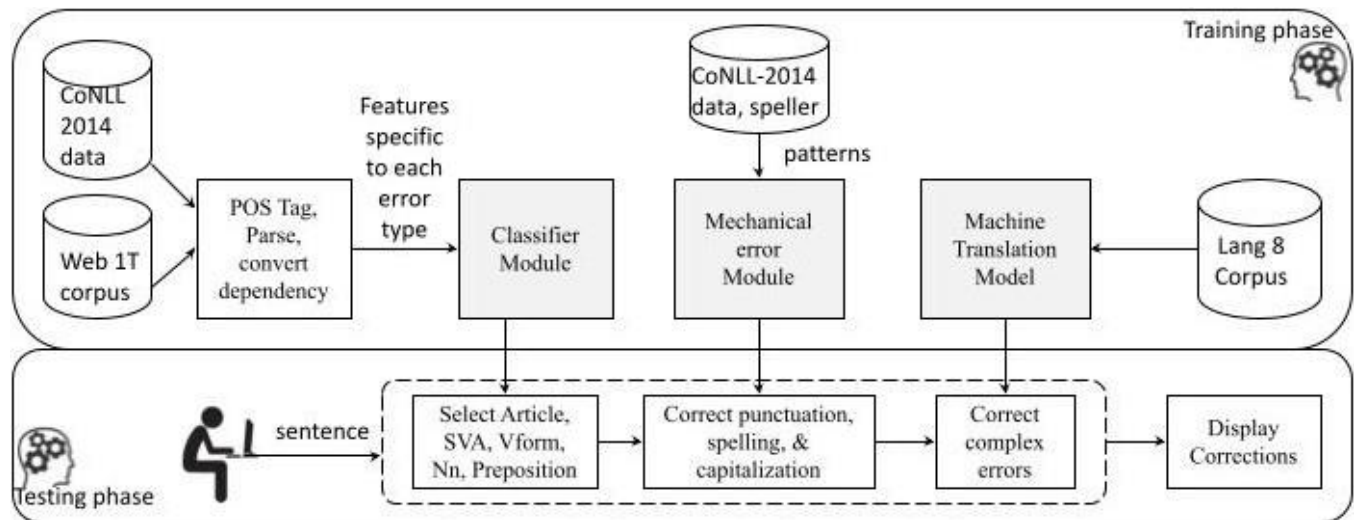 Training phase
CoNLL
2014
data
Features
specific
to each
error
type
CoNLL-2014
data, speller
patterns
Web 1T
corpus
POS Tag,
Parse,
convert
dependency
Classifier
Module
Mechanical
error
Module
Machine
Translation
Model
Lang 8
Corpus
Testing phase
sentence
Select Article,
SVA, Vform,
Nn, Preposition
Correct punctuation,
spelling, &
capitalization
Correct
complex
errors
Display
Corrections